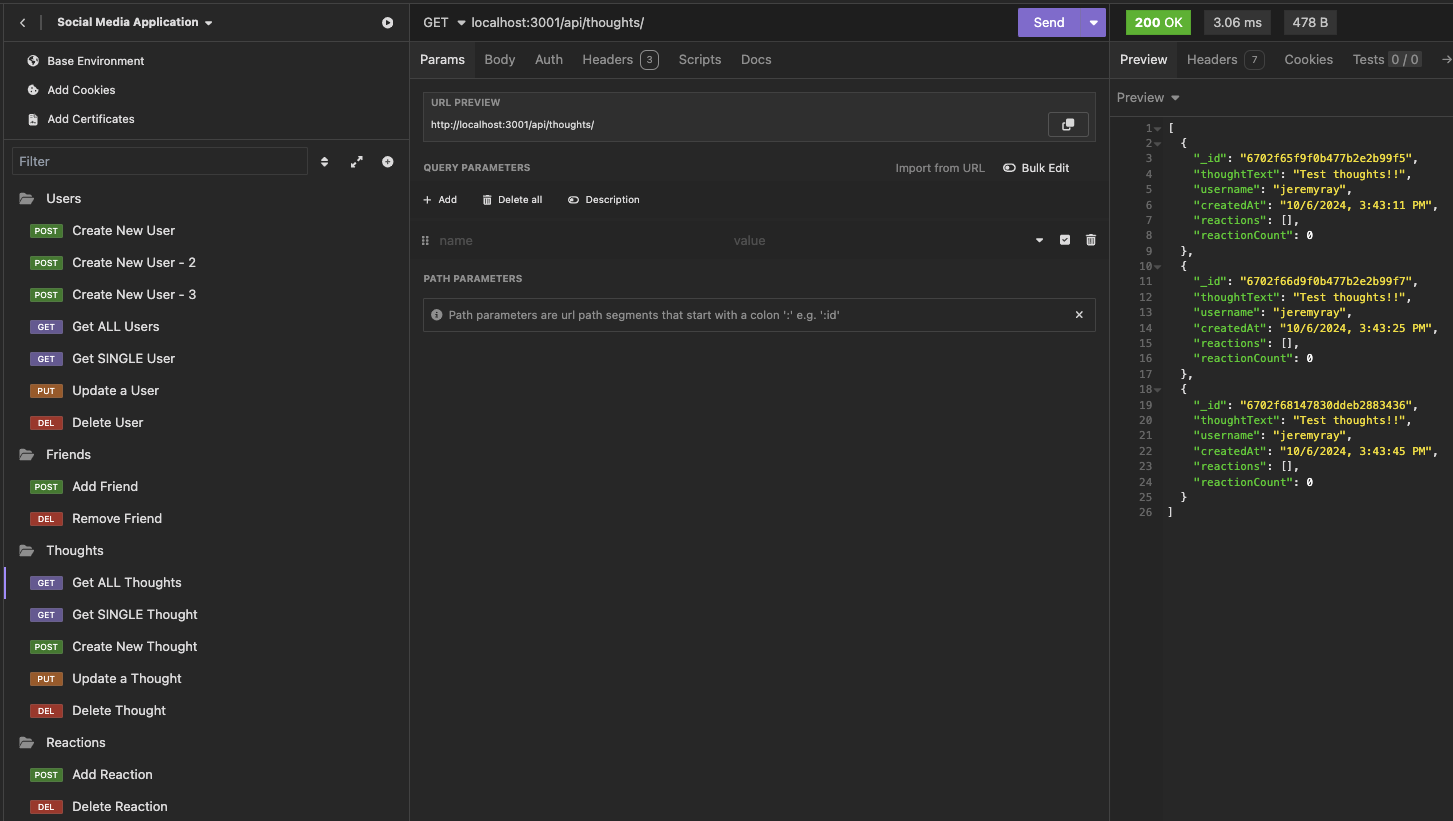 Social Media Application
Base Environment
Add Cookies
Add Certificates
Filter
Users
POST Create New User
POST Create New User - 2
POST Create New User - 3
GET Get ALL Users
GET Get SINGLE User
PUT Update a User
DEL Delete User
Friends
POST Add Friend
DEL Remove Friend
Thoughts
GET Get ALL Thoughts
GET Get SINGLE Thought
POST Create New Thought
PUT Update a Thought
DEL Delete Thought
Reactions
POST Add Reaction
DEL Delete Reaction
GET localhost:3001/api/thoughts/ Send
Params Body Auth Headers 3 Scripts Docs
URL PREVIEW
http://localhost:3001/api/thoughts/
QUERY PARAMETERS Import from URL Bulk Edit
+ Add Delete all Description
name value
PATH PARAMETERS
Path parameters are url path segments that start with a colon ':' e.g. ':id'
200 OK 3.06 ms 478 B
Preview Headers 7 Cookies Tests 0 / 0
Preview
1 [
2 {
3 "_id": "6702f65f9f0b477b2e2b99f5",
4 "thoughtText": "Test thoughts!!",
5 "username": "jeremyray",
6 "createdAt": "10/6/2024, 3:43:11 PM",
7 "reactions": [],
8 "reactionCount": 0
9 },
10 {
11 "_id": "6702f66d9f0b477b2e2b99f7",
12 "thoughtText": "Test thoughts!!",
13 "username": "jeremyray",
14 "createdAt": "10/6/2024, 3:43:25 PM",
15 "reactions": [],
16 "reactionCount": 0
17 },
18 {
19 "_id": "6702f68147830ddeb2883436",
20 "thoughtText": "Test thoughts!!",
21 "username": "jeremyray",
22 "createdAt": "10/6/2024, 3:43:45 PM",
23 "reactions": [],
24 "reactionCount": 0
25 }
26 ]